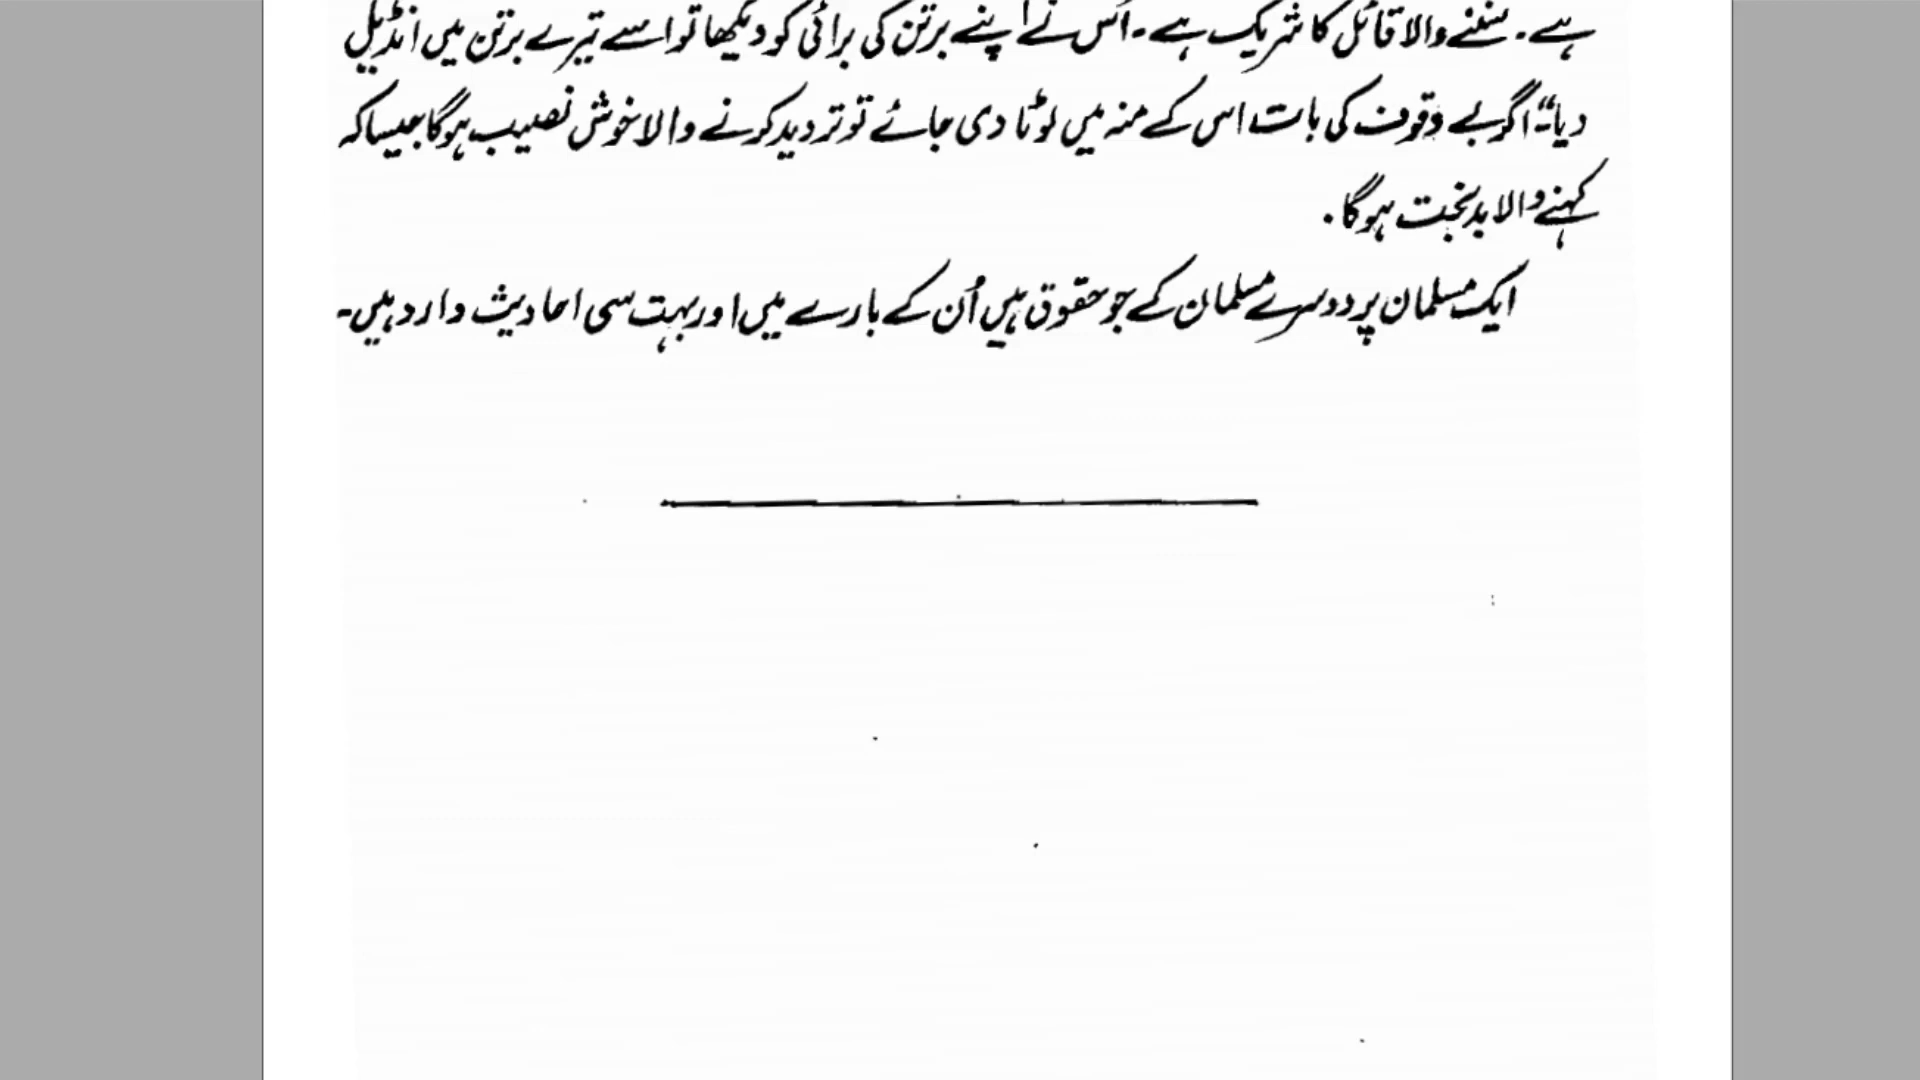 ہے۔ سننے والا قائل کا شریک ہے۔ اُس نے اپنے برتن کی برائی کو دیکھا تو اسے تیرے برتن میں انڈیل
دیا“۔ اگر بے وقوف کی بات اس کے منہ میں لوٹا دی جائے تو تردید کرنے والا خوش نصیب ہوگا جیسا کہ
کہنے والا بدبخت ہوگا۔
ایک مسلمان پر دوسرے مسلمان کے جو حقوق ہیں اُن کے بارے میں اور بہت سی احادیث وارد ہیں۔